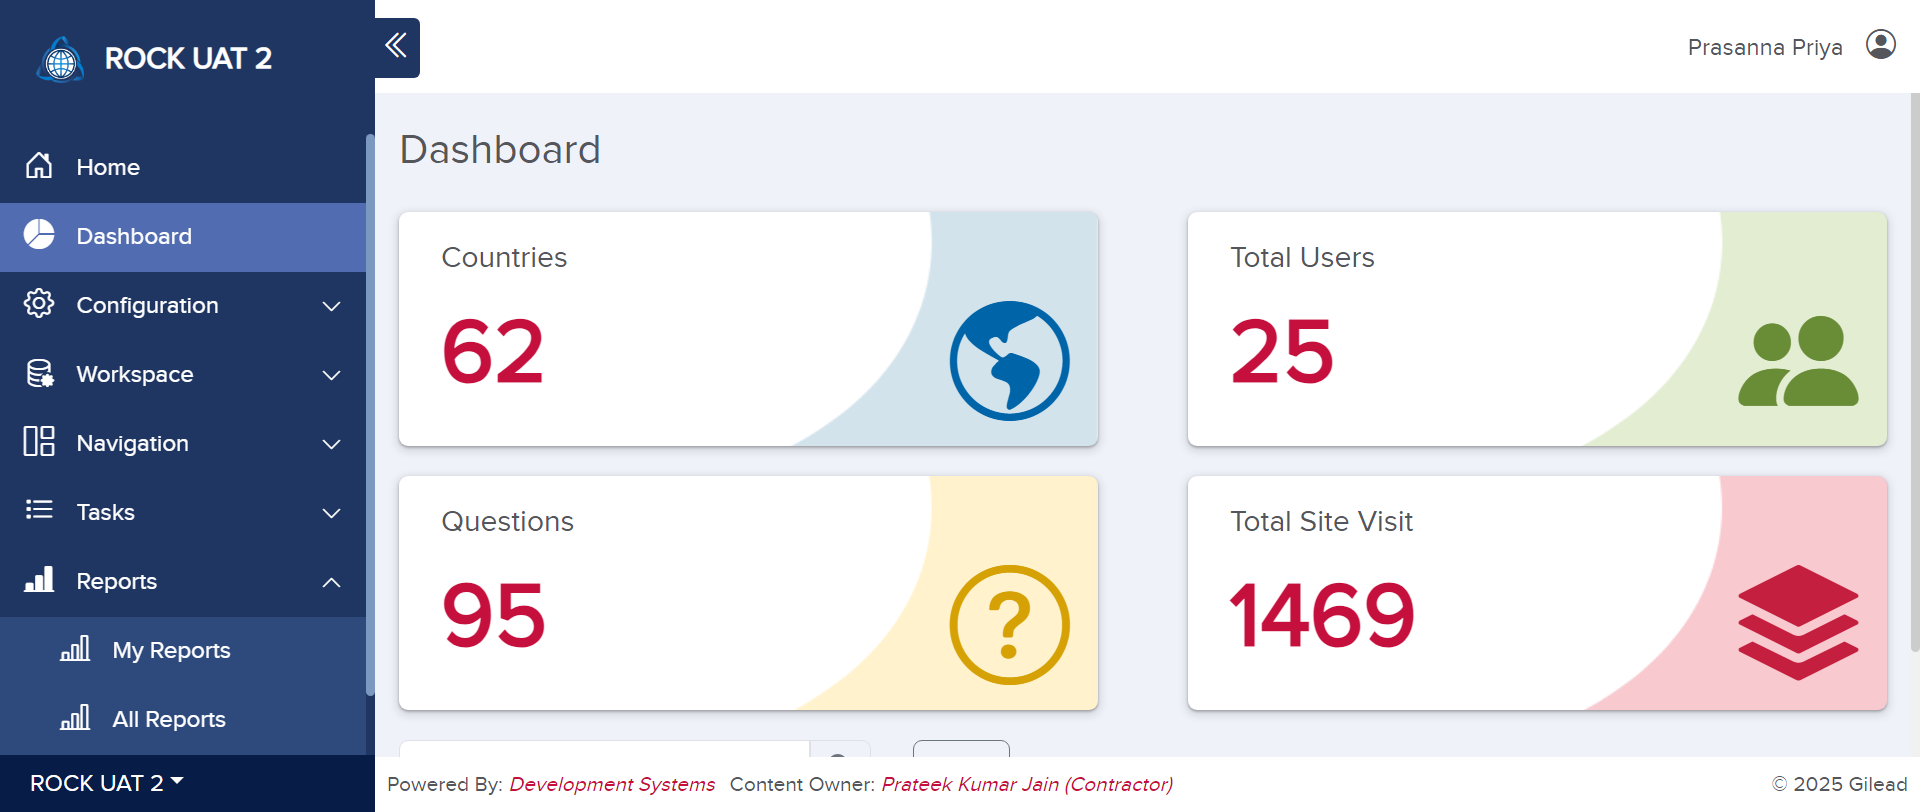 ROCK UAT 2
Prasanna Priya
Home
Dashboard
Configuration
Workspace
Navigation
Tasks
Reports
My Reports
All Reports
ROCK UAT 2
Dashboard
Countries
62
Total Users
25
Questions
95
Total Site Visit
1469
Powered By: Development Systems Content Owner: Prateek Kumar Jain (Contractor)
© 2025 Gilead